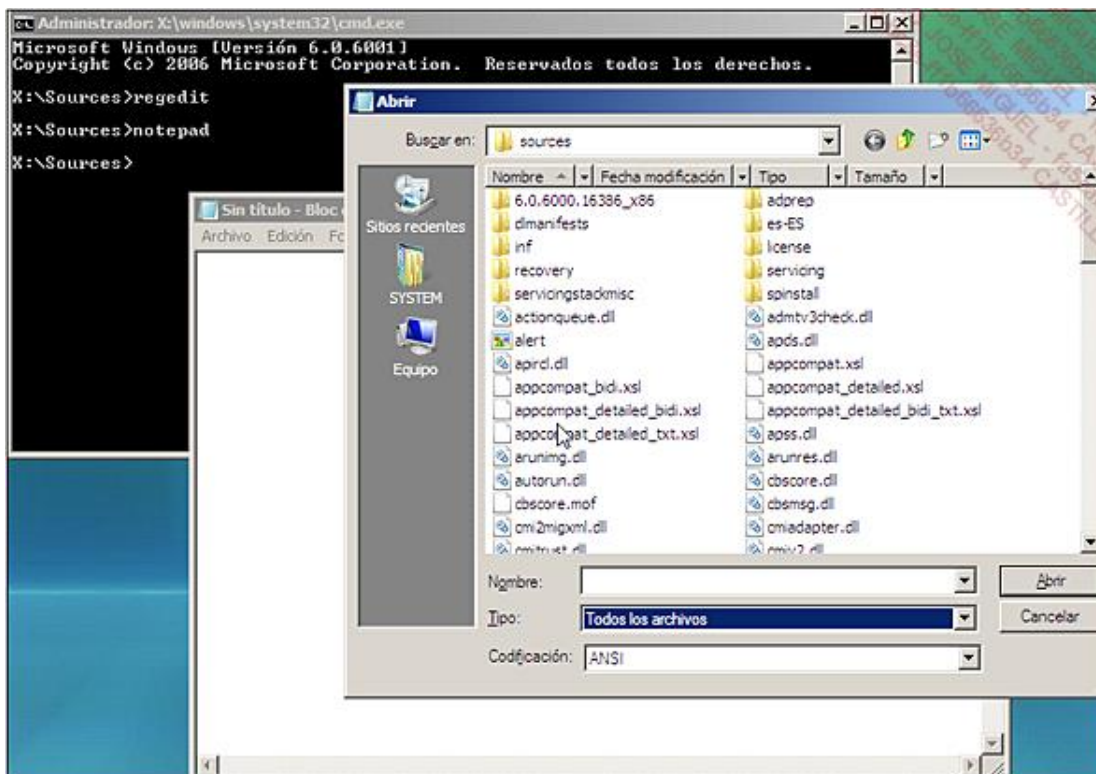 Administrador: X:\windows\system32\cmd.exe
Microsoft Windows [Versión 6.0.6001]
Copyright (c) 2006 Microsoft Corporation. Reservados todos los derechos.
X:\Sources>regedit
X:\Sources>notepad
X:\Sources>
Sin título - Bloc
Archivo Edición
Abrir
Buscar en: sources
Nombre Fecha modificación Tipo Tamaño
Sitios recientes
SYSTEM
Equipo
6.0.6000.16386_x86 adprep
dlmanifests es-ES
inf license
recovery servicing
servicingstackmisc spinstall
actionqueue.dll admtv3check.dll
alert apds.dll
apircl.dll appcompat.xsl
appcompat_bidi.xsl appcompat_detailed.xsl
appcompat_detailed_bidi.xsl appcompat_detailed_bidi_txt.xsl
appcompat_detailed_txt.xsl apss.dll
arunimg.dll arunres.dll
autorun.dll cbscore.dll
cbscore.mof cbsmsg.dll
cmi2migxml.dll cmiadapter.dll
cmitrust.dll cmiv2.dll
Nombre: Abrir
Tipo: Todos los archivos Cancelar
Codificación: ANSI